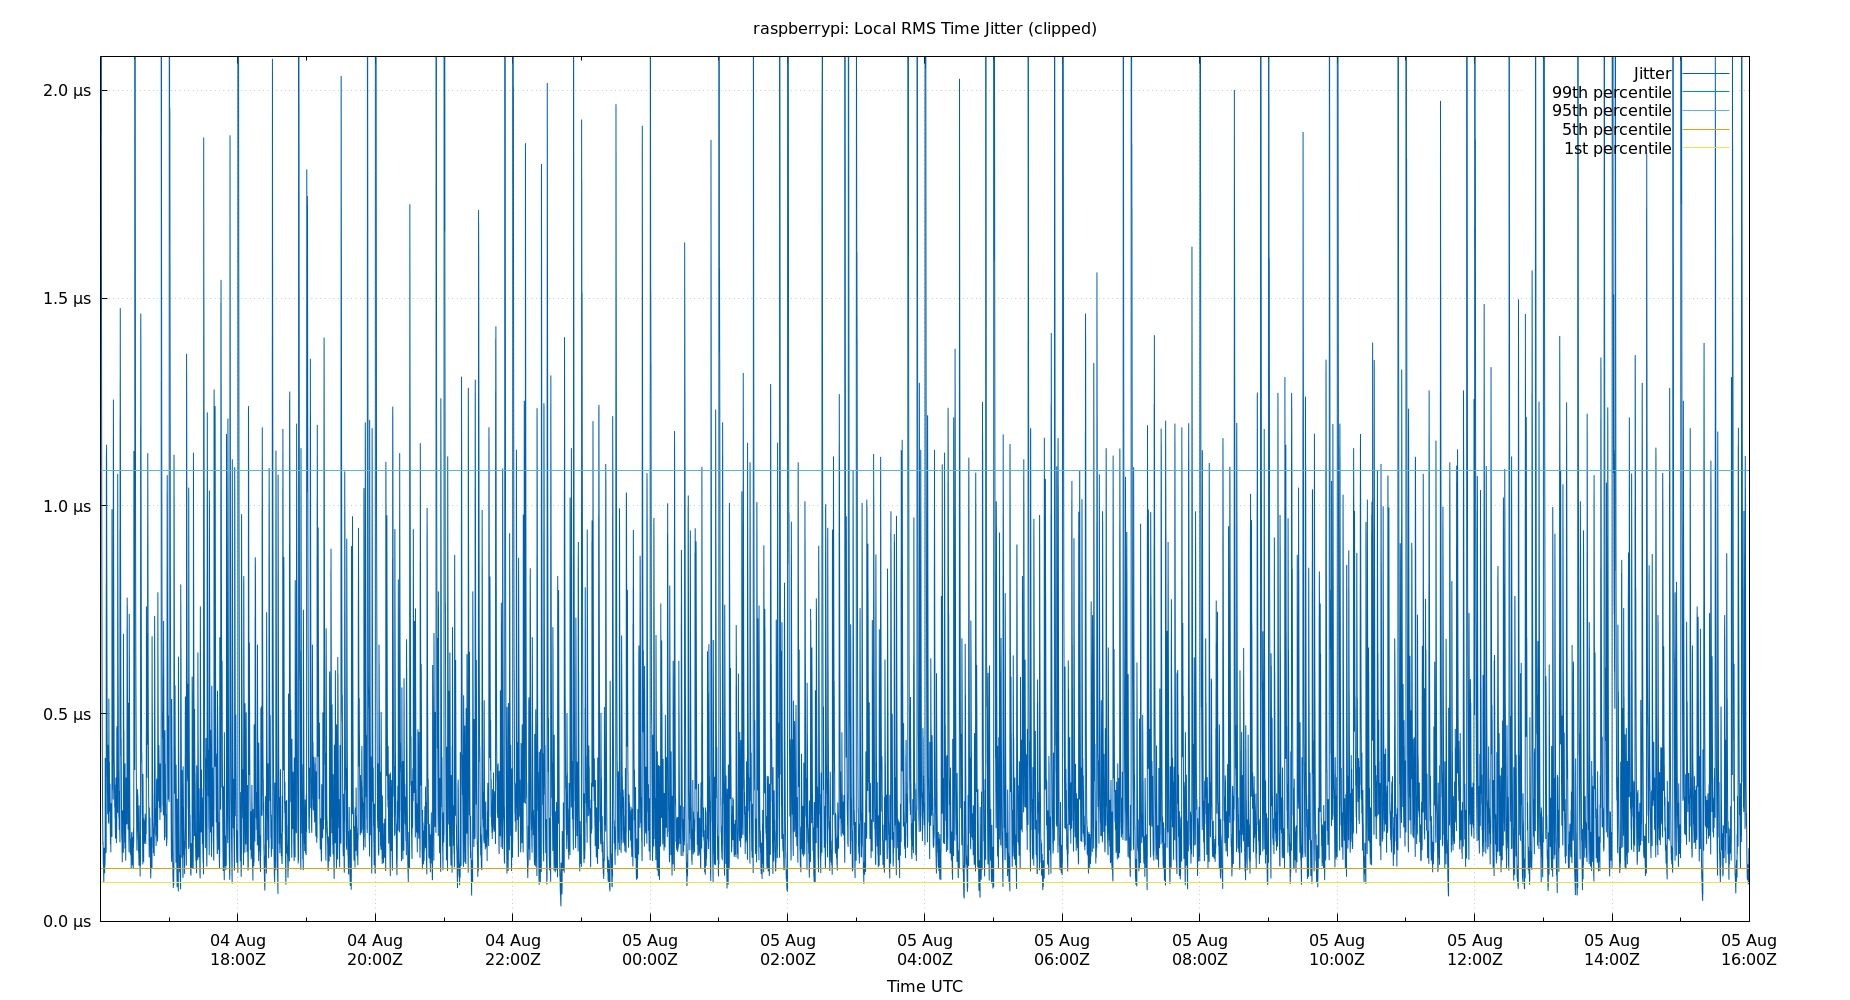 raspberrypi: Local RMS Time Jitter (clipped)
2.0 µs
1.5 µs
1.0 µs
0.5 µs
0.0 µs
Jitter
99th percentile
95th percentile
5th percentile
1st percentile
04 Aug 04 Aug 04 Aug 05 Aug 05 Aug 05 Aug 05 Aug 05 Aug 05 Aug 05 Aug 05 Aug 05 Aug
18:00Z 20:00Z 22:00Z 00:00Z 02:00Z 04:00Z 06:00Z 08:00Z 10:00Z 12:00Z 14:00Z 16:00Z
Time UTC